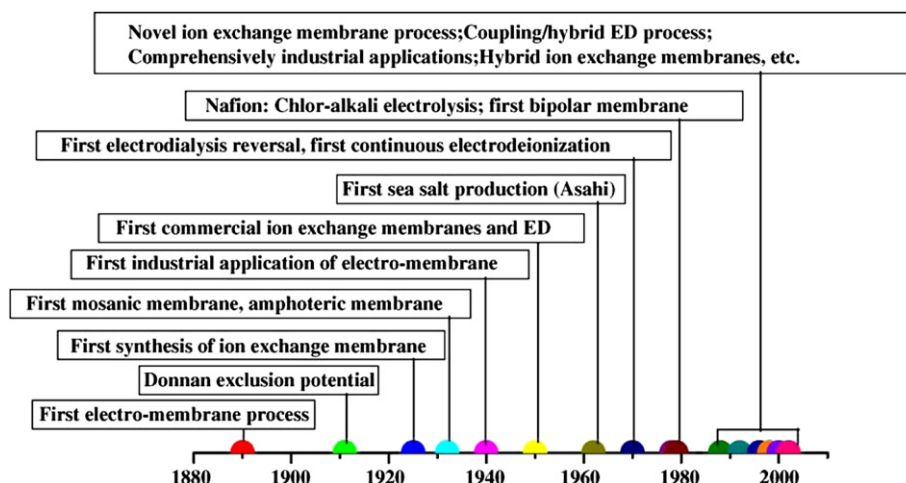 Novel ion exchange membrane process;Coupling/hybrid ED process;
Comprehensively industrial applications;Hybrid ion exchange membranes, etc.
Nafion: Chlor-alkali electrolysis; first bipolar membrane
First electrodialysis reversal, first continuous electrodeionization
First sea salt production (Asahi)
First commercial ion exchange membranes and ED
First industrial application of electro-membrane
First mosanic membrane, amphoteric membrane
First synthesis of ion exchange membrane
Donnan exclusion potential
First electro-membrane process
1880 1900 1920 1940 1960 1980 2000